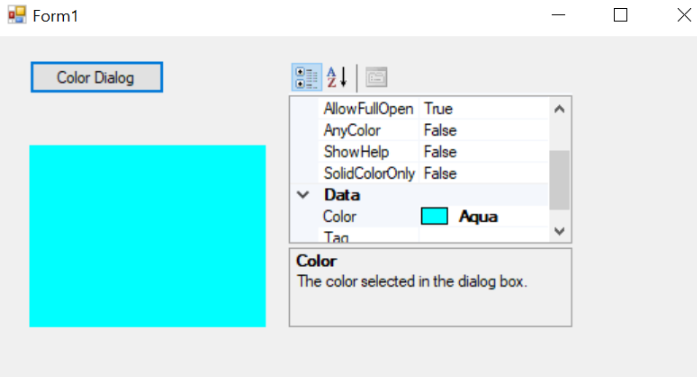 Form1
Color Dialog
AllowFullOpen True
AnyColor False
ShowHelp False
SolidColorOnly False
Data
Color Aqua
Tag
Color
The color selected in the dialog box.